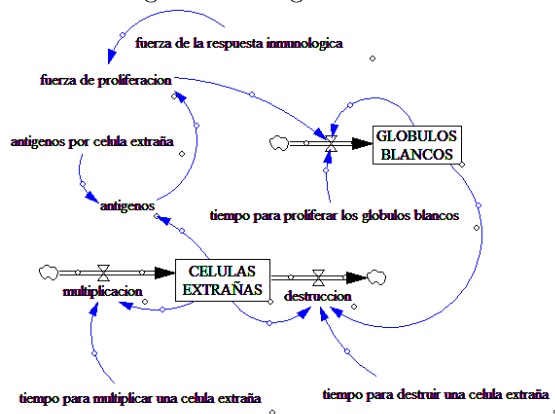 fuerza de la respuesta inmunologica
fuerza de proliferacion
antigenos por celula extraña
GLOBULOS
BLANCOS
antigenos
tiempo para proliferar los globulos blancos
CELULAS
EXTRAÑAS
multiplicacion
destruccion
tiempo para multiplicar una celula extraña
tiempo para destruir una celula extraña